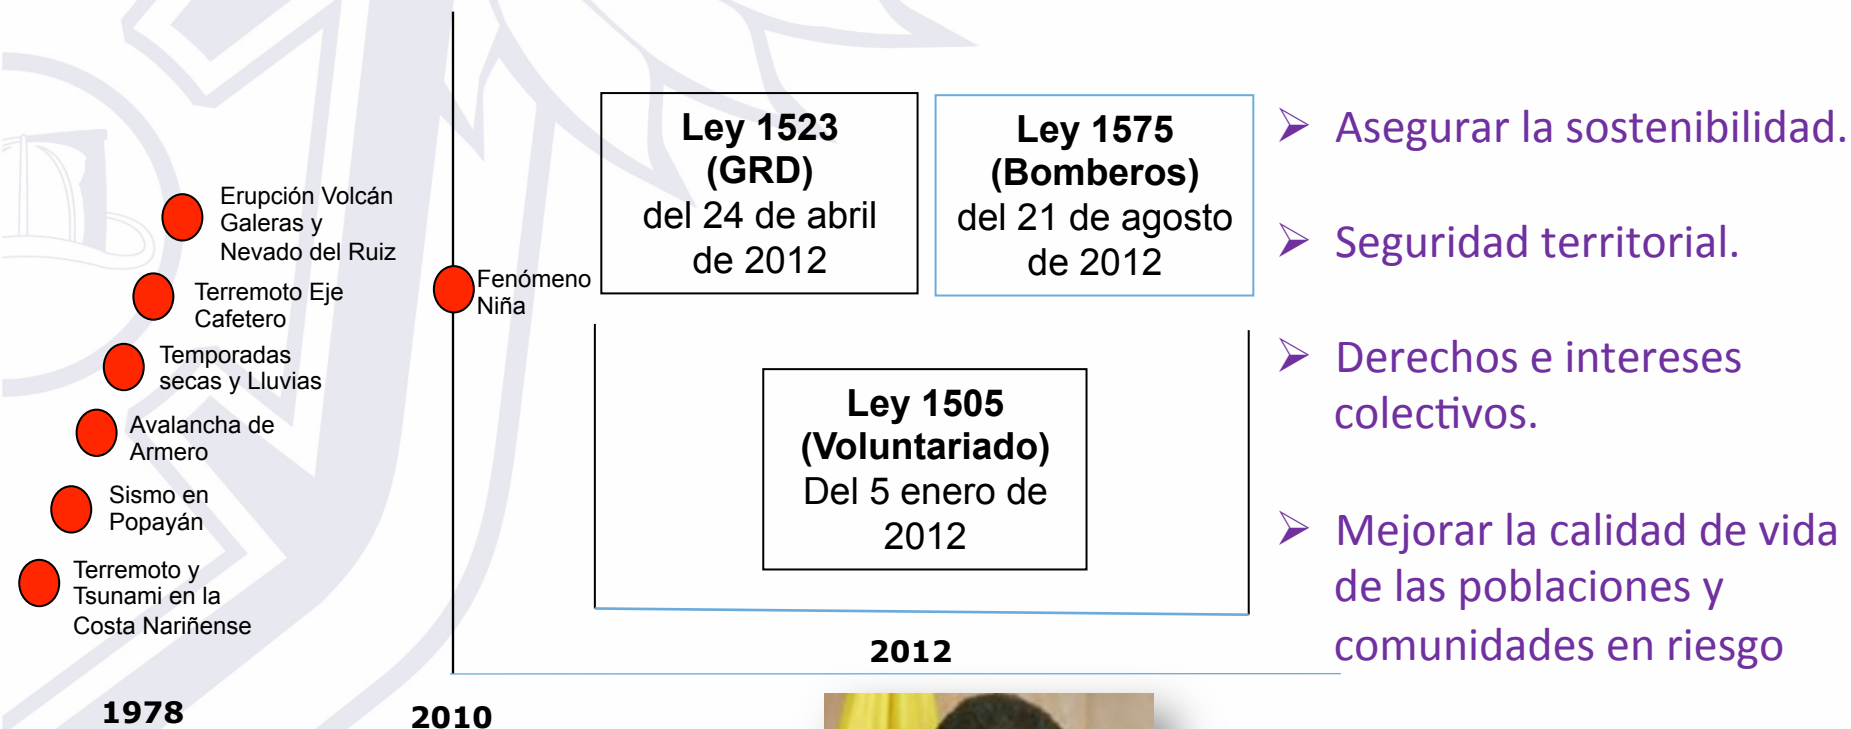 Erupción Volcán
Galeras y
Nevado del Ruiz
Terremoto Eje
Cafetero
Temporadas
secas y Lluvias
Avalancha de
Armero
Sismo en
Popayán
Terremoto y
Tsunami en la
Costa Nariñense
1978
Fenómeno
Niña
2010
Ley 1523
(GRD)
del 24 de abril
de 2012
Ley 1575
(Bomberos)
del 21 de agosto
de 2012
Ley 1505
(Voluntariado)
Del 5 enero de
2012
2012
Asegurar la sostenibilidad.
Seguridad territorial.
Derechos e intereses
colectivos.
Mejorar la calidad de vida
de las poblaciones y
comunidades en riesgo